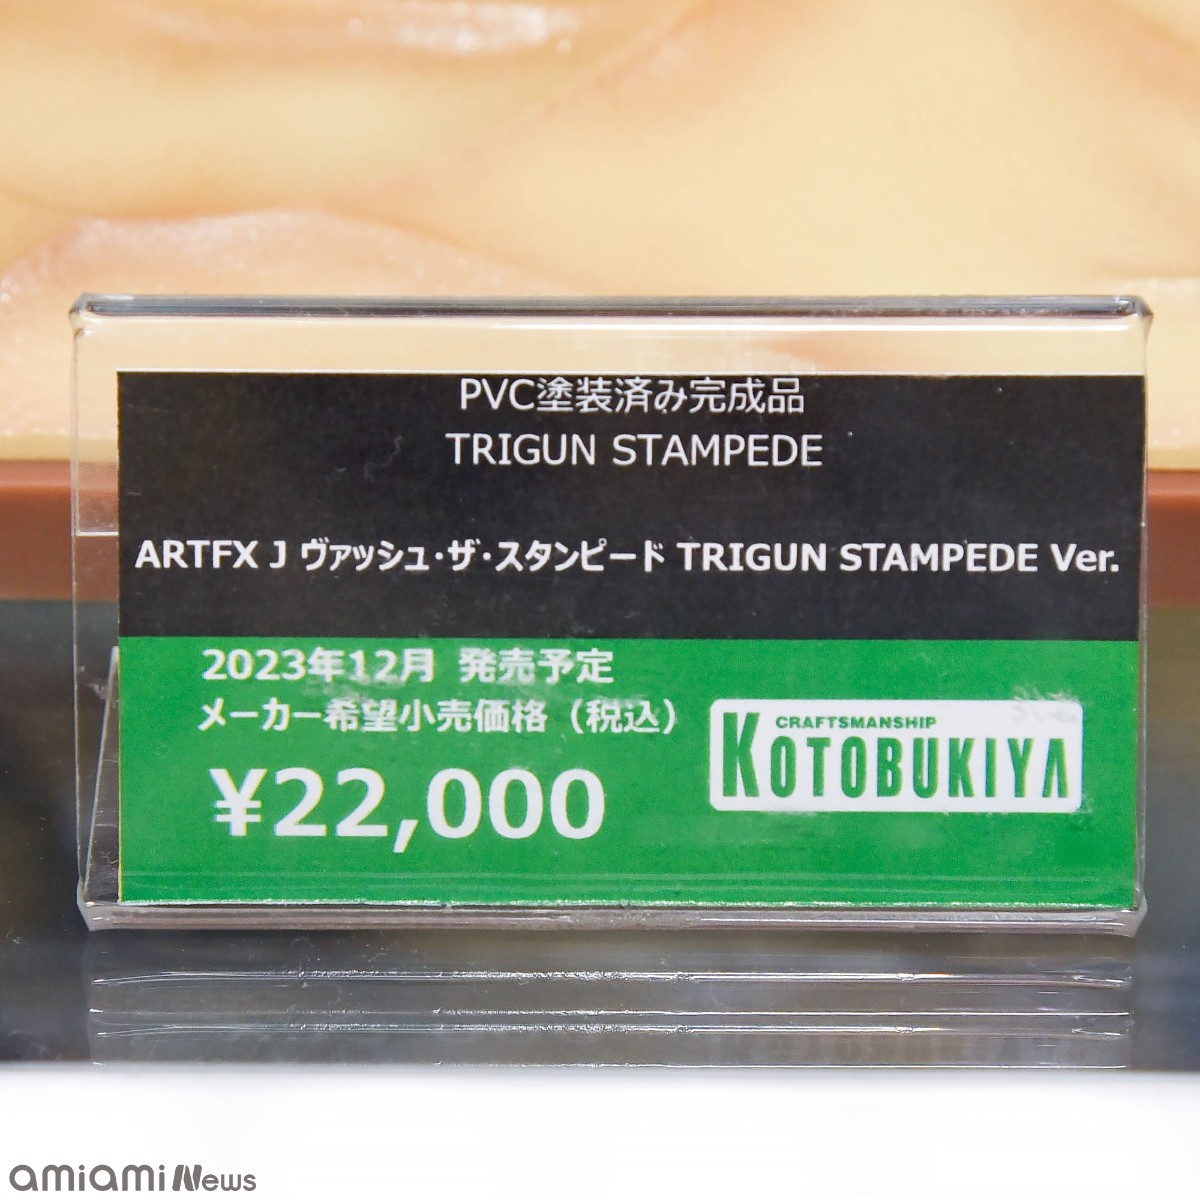 PVC塗装済み完成品
TRIGUN STAMPEDE
ARTFX J ヴァッシュ・ザ・スタンピード TRIGUN STAMPEDE Ver.
2023年12月 発売予定
メーカー希望小売価格（税込）
¥22,000
CRAFTSMANSHIP
KOTOBUKIYA
amiami News